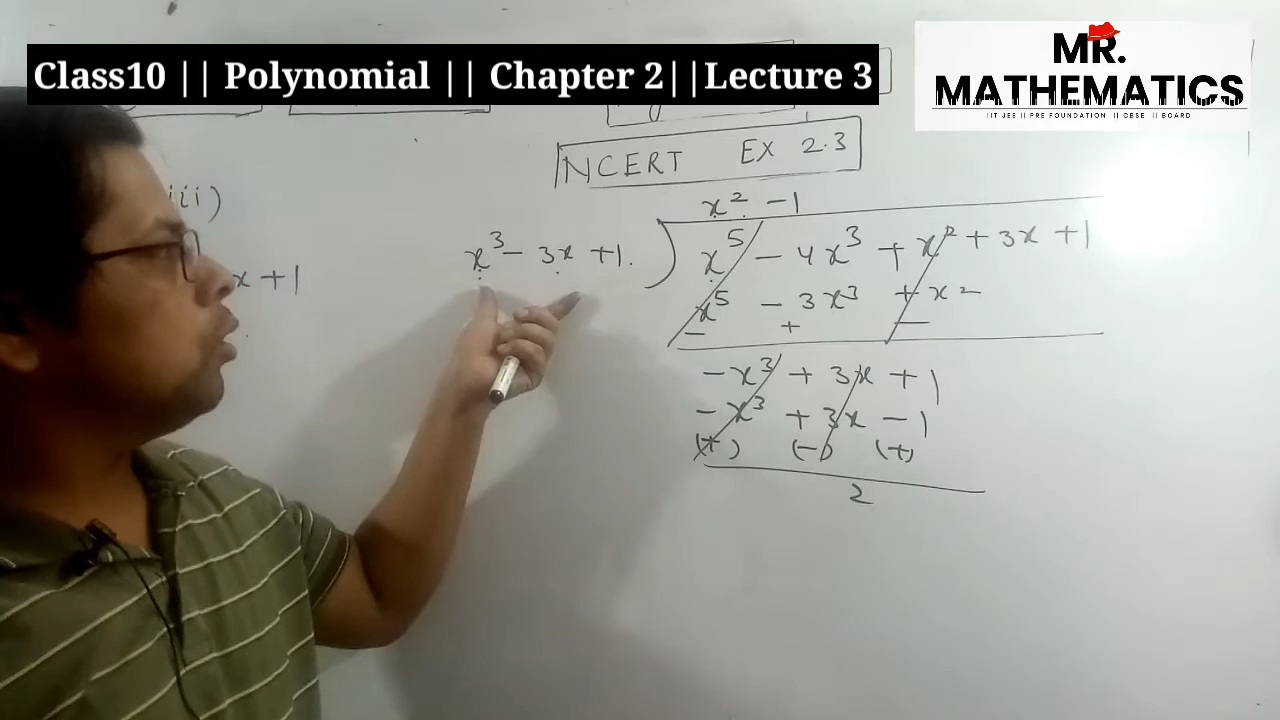 Class10 || Polynomial || Chapter 2||Lecture 3
MR.
MATHEMATICS
IIT JEE || PRE FOUNDATION || CBSE || BOARD
NCERT EX 2.3
iii)
x + 1
x² - 1
x³ - 3x + 1. ) x⁵ - 4x³ + x² + 3x + 1
x⁵ - 3x³ + x²
- + -
- x³ + 3x + 1
- x³ + 3x - 1
(+) (-) (+)
2